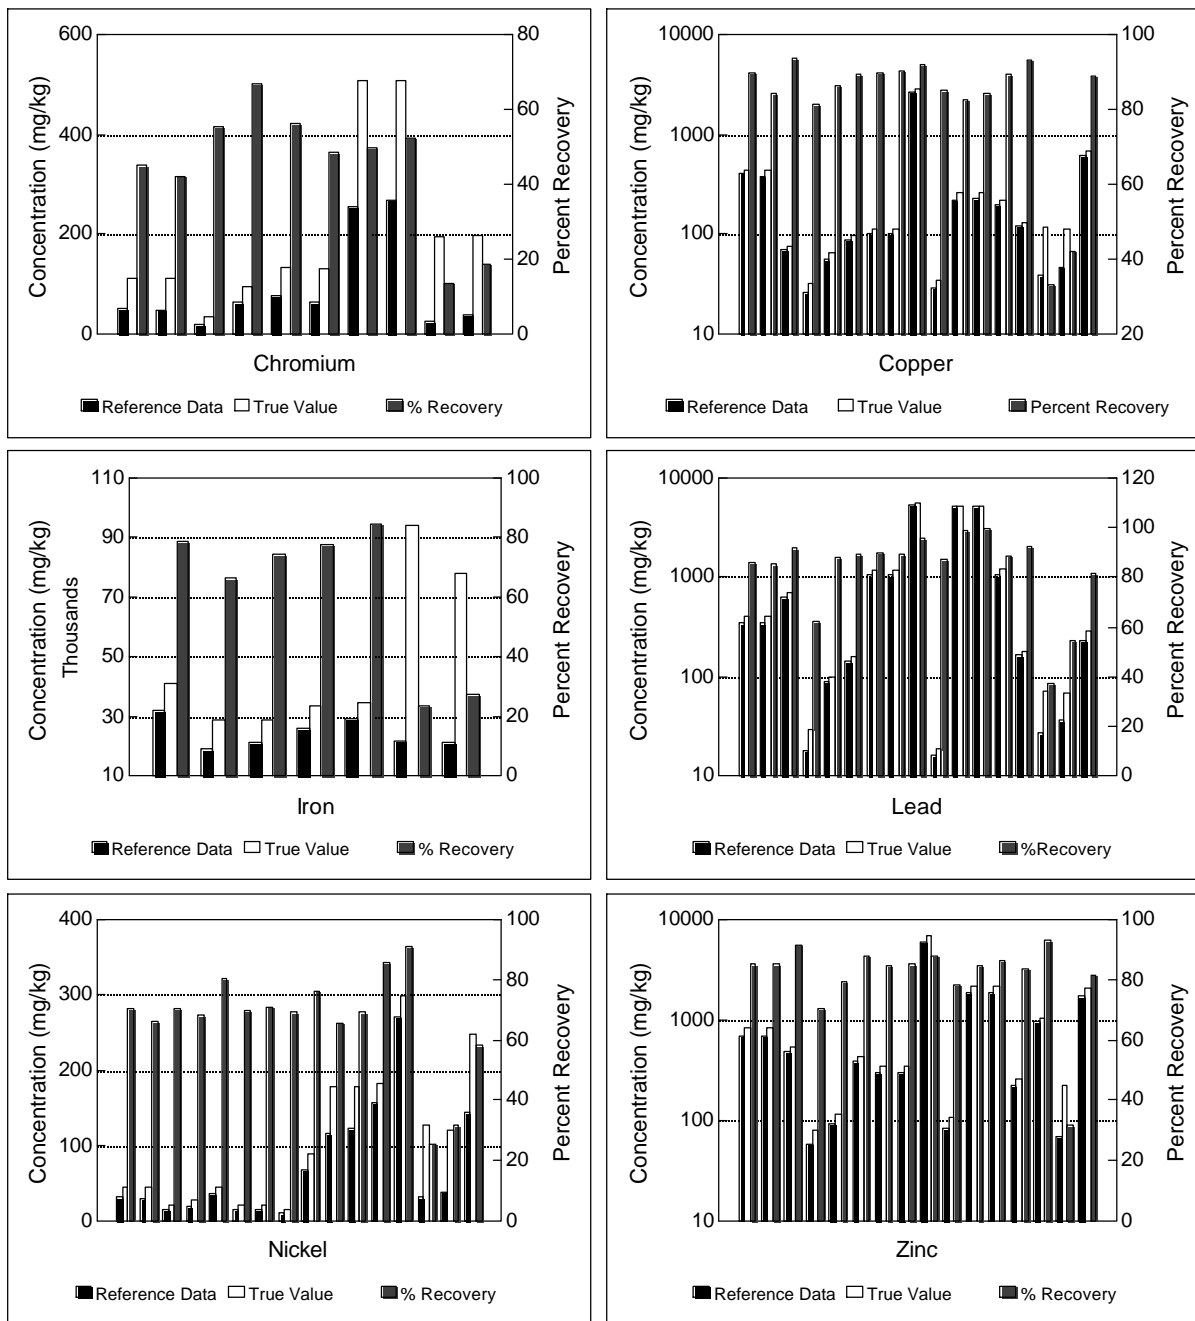 600
400
200
0
Concentration (mg/kg)
80
60
40
20
0
Percent Recovery
Chromium
Reference Data True Value % Recovery
10000
1000
100
10
Concentration (mg/kg)
100
80
60
40
20
Percent Recovery
Copper
Reference Data True Value Percent Recovery
110
90
70
50
30
10
Concentration (mg/kg)
Thousands
100
80
60
40
20
0
Percent Recovery
Iron
Reference Data True Value % Recovery
10000
1000
100
10
Concentration (mg/kg)
120
100
80
60
40
20
0
Percent Recovery
Lead
Reference Data True Value %Recovery
400
300
200
100
0
Concentration (mg/kg)
100
80
60
40
20
0
Percent Recovery
Nickel
Reference Data True Value % Recovery
10000
1000
100
10
Concentration (mg/kg)
100
80
60
40
20
0
Percent Recovery
Zinc
Reference Data True Value % Recovery